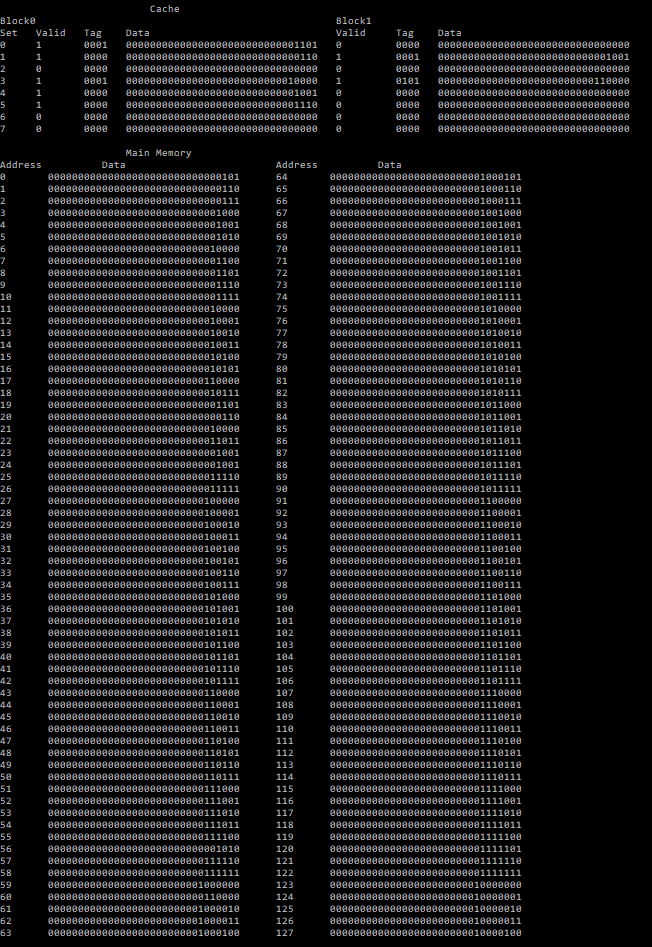 Cache
Block0 Block1
Set Valid Tag Data Valid Tag Data
0 1 0001 00000000000000000000000000001101 0 0000 00000000000000000000000000000000
1 1 0000 00000000000000000000000000000110 1 0001 00000000000000000000000000001001
2 0 0000 00000000000000000000000000000000 0 0000 00000000000000000000000000000000
3 1 0001 00000000000000000000000000010000 1 0101 00000000000000000000000000110000
4 1 0000 00000000000000000000000000001001 0 0000 00000000000000000000000000000000
5 1 0000 00000000000000000000000000001110 0 0000 00000000000000000000000000000000
6 0 0000 00000000000000000000000000000000 0 0000 00000000000000000000000000000000
7 0 0000 00000000000000000000000000000000 0 0000 00000000000000000000000000000000
Main Memory
Address Data Address Data
0 00000000000000000000000000000101 64 00000000000000000000000001000101
1 00000000000000000000000000000110 65 00000000000000000000000001000110
2 00000000000000000000000000000111 66 00000000000000000000000001000111
3 00000000000000000000000000001000 67 00000000000000000000000001001000
4 00000000000000000000000000001001 68 00000000000000000000000001001001
5 00000000000000000000000000001010 69 00000000000000000000000001001010
6 00000000000000000000000000010000 70 00000000000000000000000001001011
7 00000000000000000000000000001100 71 00000000000000000000000001001100
8 00000000000000000000000000001101 72 00000000000000000000000001001101
9 00000000000000000000000000001110 73 00000000000000000000000001001110
10 00000000000000000000000000001111 74 00000000000000000000000001001111
11 00000000000000000000000000010000 75 00000000000000000000000001010000
12 00000000000000000000000000010001 76 00000000000000000000000001010001
13 00000000000000000000000000010010 77 00000000000000000000000001010010
14 00000000000000000000000000010011 78 00000000000000000000000001010011
15 00000000000000000000000000010100 79 00000000000000000000000001010100
16 00000000000000000000000000010101 80 00000000000000000000000001010101
17 00000000000000000000000000110000 81 00000000000000000000000001010110
18 00000000000000000000000000010111 82 00000000000000000000000001010111
19 00000000000000000000000000001101 83 00000000000000000000000001011000
20 00000000000000000000000000000110 84 00000000000000000000000001011001
21 00000000000000000000000000010000 85 00000000000000000000000001011010
22 00000000000000000000000000011011 86 00000000000000000000000001011011
23 00000000000000000000000000001001 87 00000000000000000000000001011100
24 00000000000000000000000000001001 88 00000000000000000000000001011101
25 00000000000000000000000000011110 89 00000000000000000000000001011110
26 00000000000000000000000000011111 90 00000000000000000000000001011111
27 00000000000000000000000000100000 91 00000000000000000000000001100000
28 00000000000000000000000000100001 92 00000000000000000000000001100001
29 00000000000000000000000000100010 93 00000000000000000000000001100010
30 00000000000000000000000000100011 94 00000000000000000000000001100011
31 00000000000000000000000000100100 95 00000000000000000000000001100100
32 00000000000000000000000000100101 96 00000000000000000000000001100101
33 00000000000000000000000000100110 97 00000000000000000000000001100110
34 00000000000000000000000000100111 98 00000000000000000000000001100111
35 00000000000000000000000000101000 99 00000000000000000000000001101000
36 00000000000000000000000000101001 100 00000000000000000000000001101001
37 00000000000000000000000000101010 101 00000000000000000000000001101010
38 00000000000000000000000000101011 102 00000000000000000000000001101011
39 00000000000000000000000000101100 103 00000000000000000000000001101100
40 00000000000000000000000000101101 104 00000000000000000000000001101101
41 00000000000000000000000000101110 105 00000000000000000000000001101110
42 00000000000000000000000000101111 106 00000000000000000000000001101111
43 00000000000000000000000000110000 107 00000000000000000000000001110000
44 00000000000000000000000000110001 108 00000000000000000000000001110001
45 00000000000000000000000000110010 109 00000000000000000000000001110010
46 00000000000000000000000000110011 110 00000000000000000000000001110011
47 00000000000000000000000000110100 111 00000000000000000000000001110100
48 00000000000000000000000000110101 112 00000000000000000000000001110101
49 00000000000000000000000000110110 113 00000000000000000000000001110110
50 00000000000000000000000000110111 114 00000000000000000000000001110111
51 00000000000000000000000000111000 115 00000000000000000000000001111000
52 00000000000000000000000000111001 116 00000000000000000000000001111001
53 00000000000000000000000000111010 117 00000000000000000000000001111010
54 00000000000000000000000000111011 118 00000000000000000000000001111011
55 00000000000000000000000000111100 119 00000000000000000000000001111100
56 00000000000000000000000000001010 120 00000000000000000000000001111101
57 00000000000000000000000000111110 121 00000000000000000000000001111110
58 00000000000000000000000000111111 122 00000000000000000000000001111111
59 00000000000000000000000001000000 123 00000000000000000000000010000000
60 00000000000000000000000000110000 124 00000000000000000000000010000001
61 00000000000000000000000001000010 125 00000000000000000000000010000010
62 00000000000000000000000001000011 126 00000000000000000000000010000011
63 00000000000000000000000001000100 127 00000000000000000000000010000100